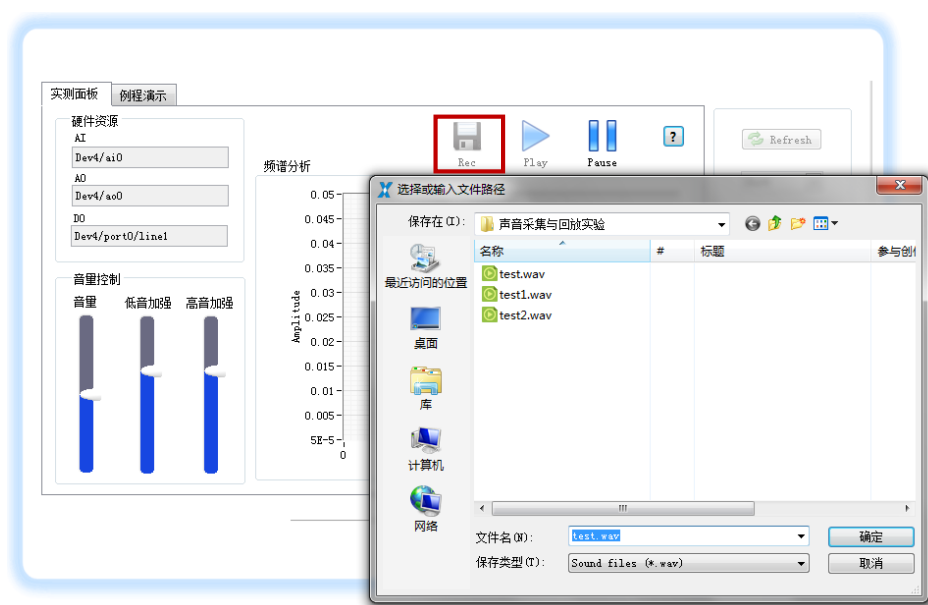 实测面板 例程演示
硬件资源
AI
Dev4/ai0
AO
Dev4/ao0
DO
Dev4/port0/line1
音量控制
音量 低音加强 高音加强
频谱分析
Rec Play Pause ?
Refresh
Amplitude
0.05
0.045
0.04
0.035
0.03
0.025
0.02
0.015
0.01
0.005
5E-5
0
选择或输入文件路径
保存在(I): 声音采集与回放实验
名称 # 标题 参与创
最近访问的位置
桌面
库
计算机
网络
test.wav
test1.wav
test2.wav
文件名(N): test.wav 确定
保存类型(T): Sound files (*.wav) 取消